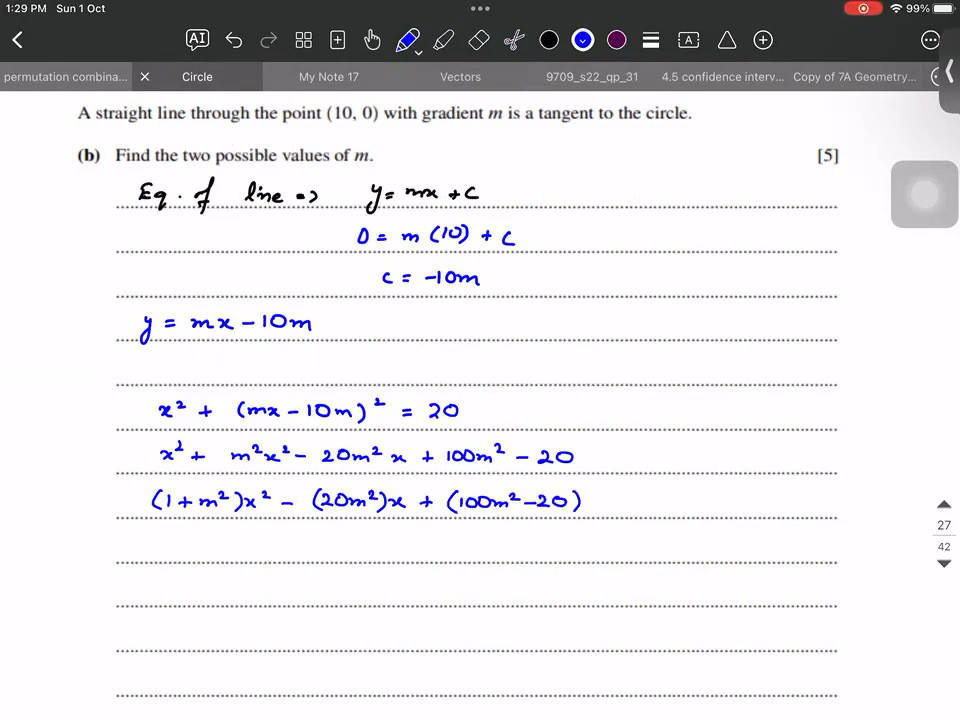 1:29 PM Sun 1 Oct
99%
AI
A
permutation combina...
Circle
My Note 17
Vectors
9709_s22_qp_31
4.5 confidence interv...
Copy of 7A Geometry...
A straight line through the point (10, 0) with gradient m is a tangent to the circle.
(b) Find the two possible values of m. [5]
Eq. of line => y = mx + c
0 = m (10) + c
c = -10m
y = mx - 10m
x² + (mx - 10m)² = 20
x² + m²x² - 20m² x + 100m² - 20
(1 + m²)x² - (20m²)x + (100m² - 20)
27
42